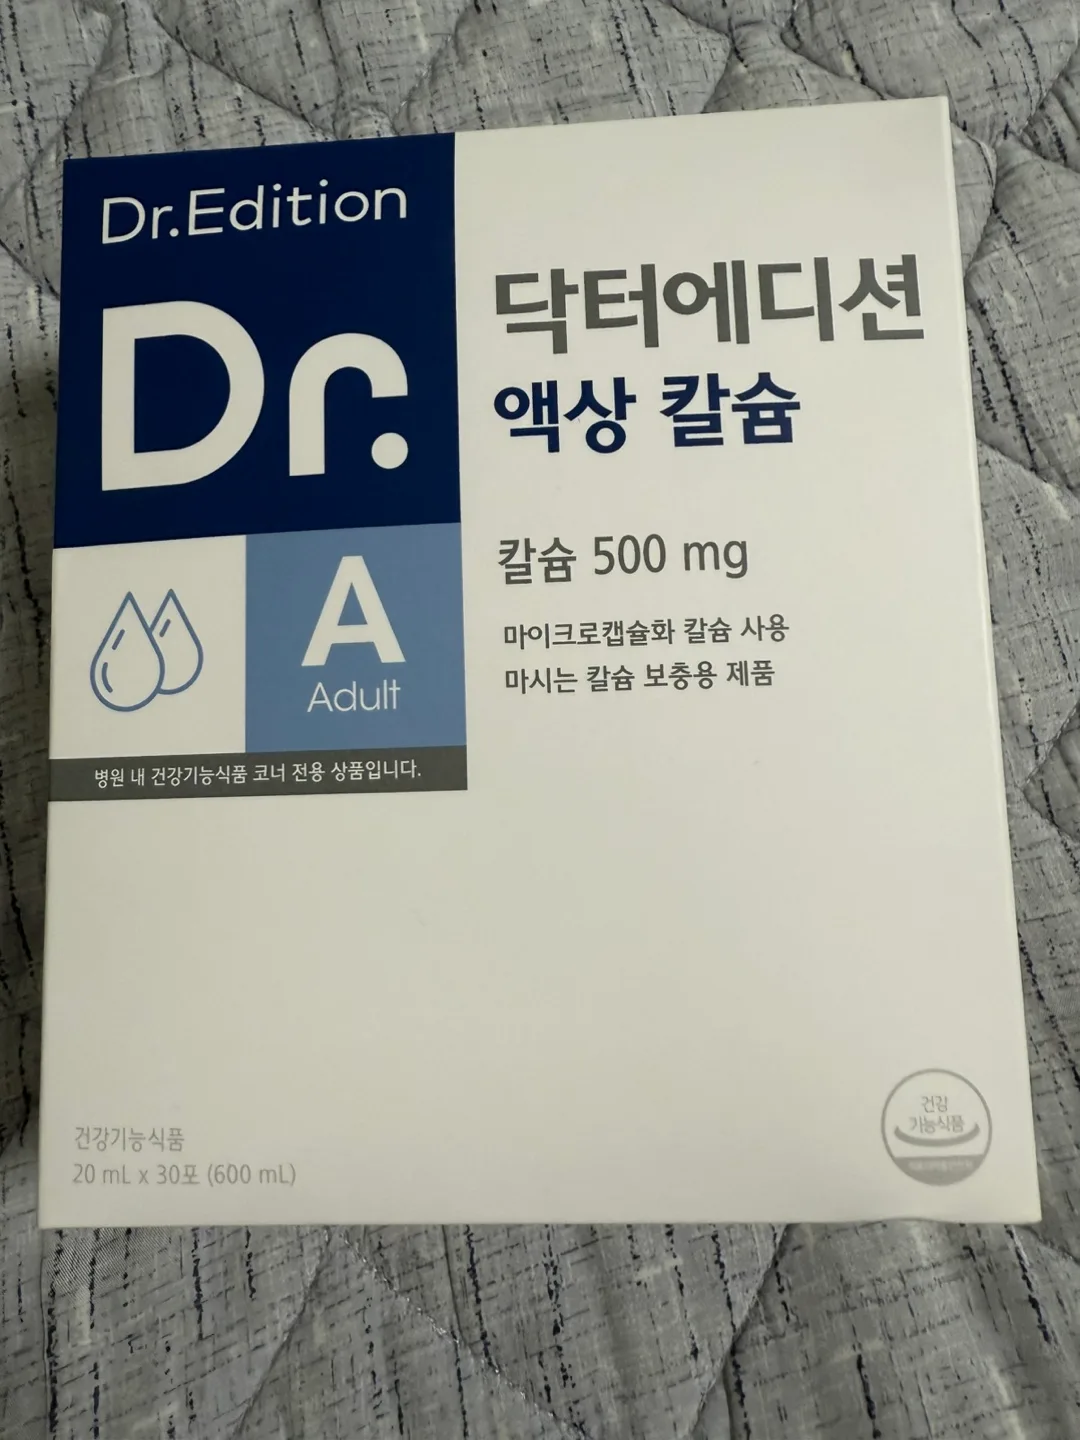 Dr.Edition
Dr.
A
Adult
병원 내 건강기능식품 코너 전용 상품입니다.
닥터에디션
액상 칼슘
칼슘 500 mg
마이크로캡슐화 칼슘 사용
마시는 칼슘 보충용 제품
건강기능식품
20 mL x 30포 (600 mL)
건강
기능식품